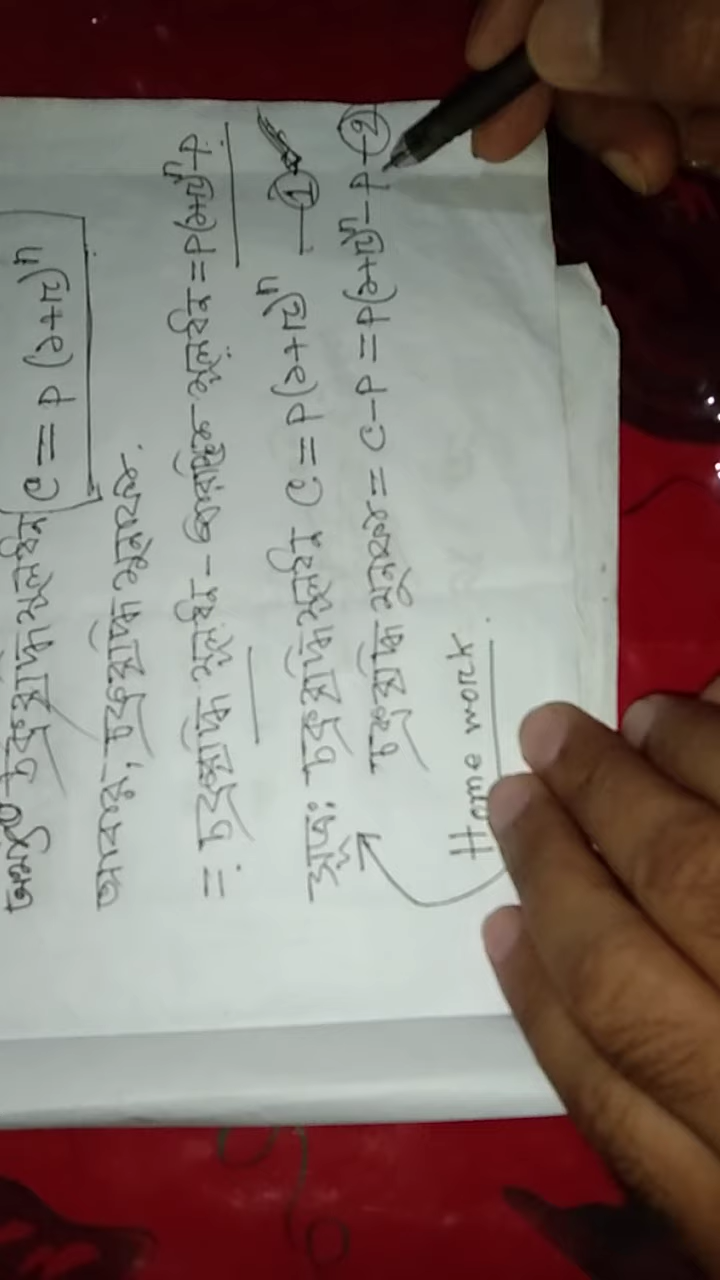 অতএব চক্রবৃদ্ধি মূলধন C = P(1+r)ⁿ
আবার, চক্রবৃদ্ধি মুনাফা
= চক্রবৃদ্ধি মূলধন - প্রারম্ভিক মূলধন = P(1+r)ⁿ - P
সূত্র: চক্রবৃদ্ধি মূলধন C = P(1+r)ⁿ — ①
চক্রবৃদ্ধি মুনাফা = C - P = P(1+r)ⁿ - P — ②
Home work